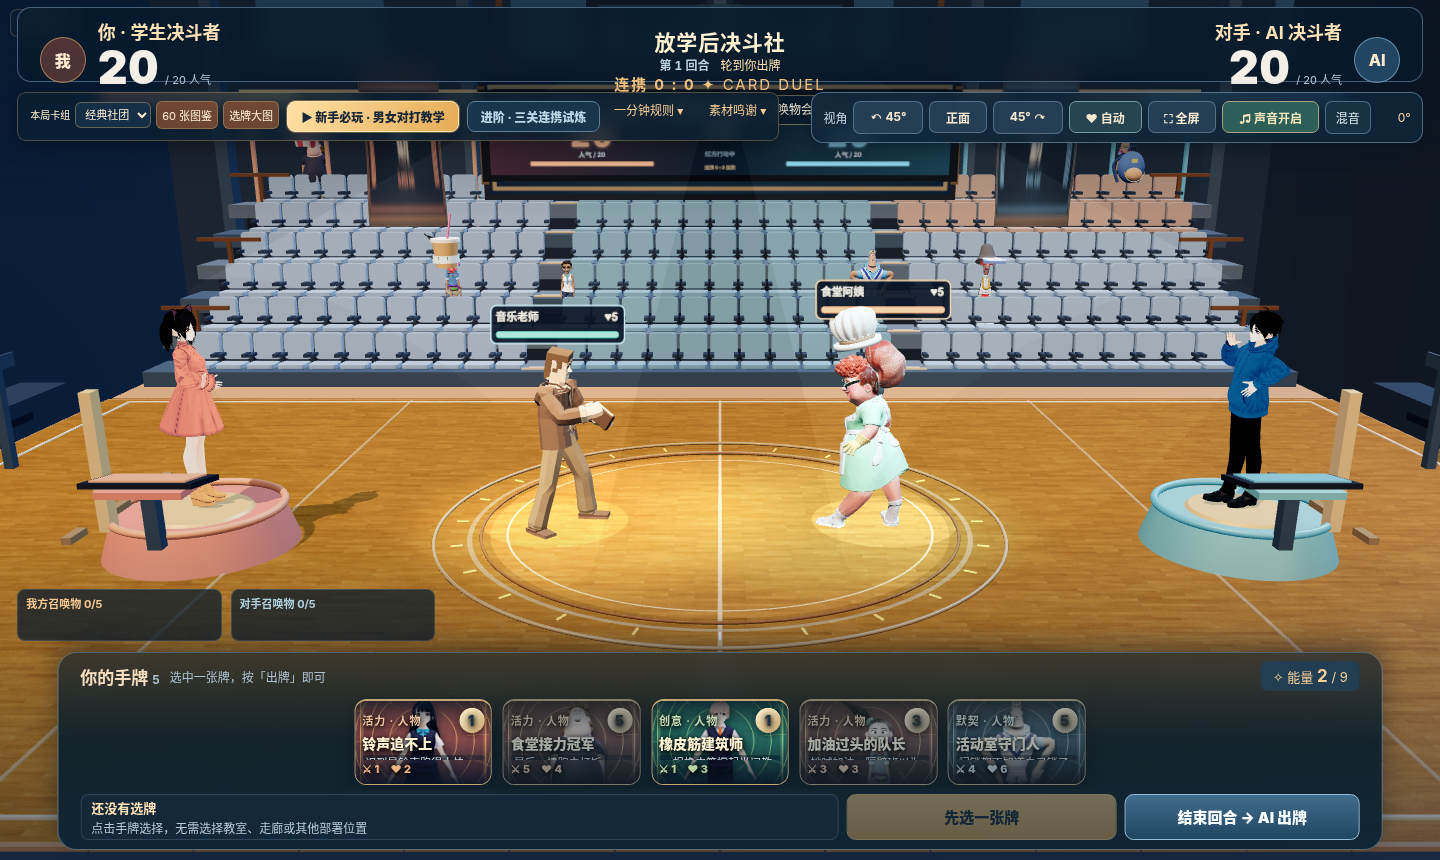 我
你 · 学生决斗者
20 / 20 人气
放学后决斗社
第 1 回合 轮到你出牌
连携 0 : 0 ✦ CARD DUEL
对手 · AI 决斗者
20 / 20 人气
AI
本局卡组 经典社团 60 张图鉴 选牌大图 ▶ 新手必玩 · 男女对打教学 进阶 · 三关连携试炼 一分钟规则 ▾ 素材鸣谢 ▾
唤物会
视角 ↶ 45° 正面 45° ↷ ♥ 自动 ⛶ 全屏 ♫ 声音开启 混音 0°
人气 / 20
人气 / 20
音乐老师 ♥5
食堂阿姨 ♥5
我方召唤物 0/5
对手召唤物 0/5
你的手牌 5 选中一张牌，按「出牌」即可
✧ 能量 2 / 9
活力 · 人物 1
铃声追不上
⚔ 1 ♥ 2
活力 · 人物 5
食堂接力冠军
⚔ 5 ♥ 4
创意 · 人物 1
橡皮筋建筑师
⚔ 1 ♥ 3
活力 · 人物 3
加油过头的队长
⚔ 3 ♥ 3
默契 · 人物 5
活动室守门人
⚔ 4 ♥ 6
还没有选牌
点击手牌选择，无需选择教室、走廊或其他部署位置
先选一张牌
结束回合 → AI 出牌